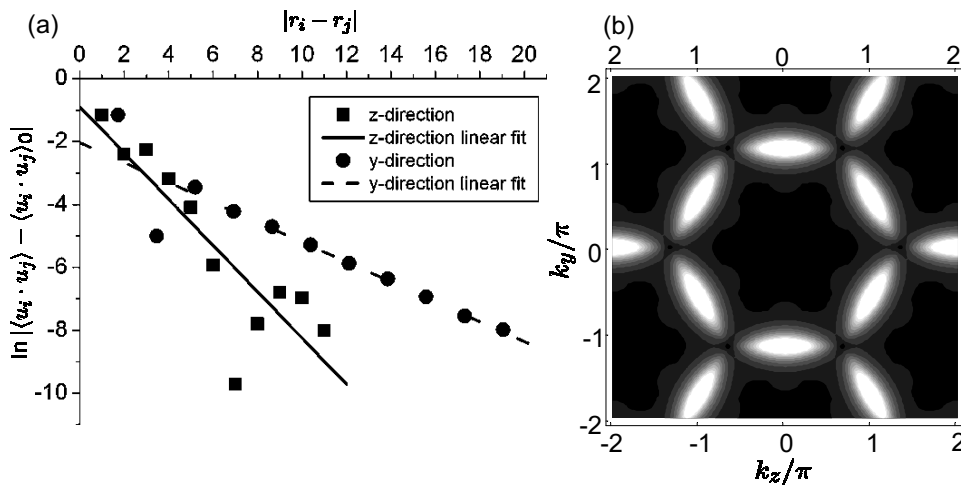 (a)
|r_i − r_j|
0 2 4 6 8 10 12 14 16 18 20
0
-2
-4
-6
-8
-10
ln |⟨u_i · u_j⟩ − ⟨u_i · u_j⟩_0|
z-direction
z-direction linear fit
y-direction
y-direction linear fit
(b)
2 -1 0 1 2
2
1
0
-1
-2
k_y/π
-2 -1 0 1 2
k_z/π